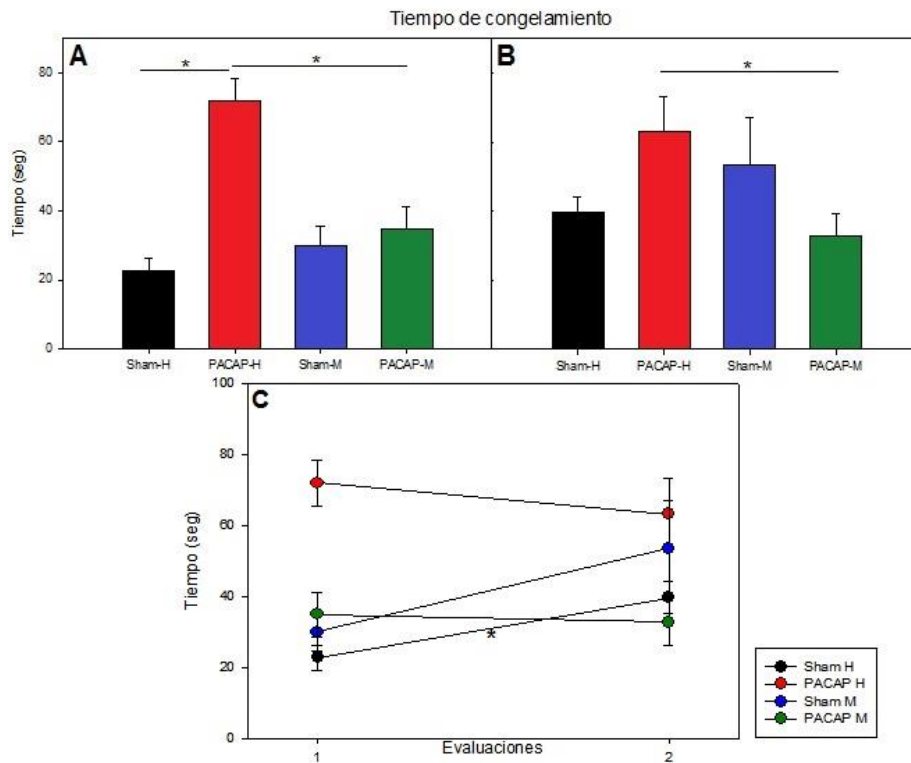 Tiempo de congelamiento
A
B
80
60
40
20
0
Tiempo (seg)
*
*
*
Sham-H PACAP-H Sham-M PACAP-M
Sham-H PACAP-H Sham-M PACAP-M
C
100
80
60
40
20
0
Tiempo (seg)
*
1
2
Evaluaciones
Sham H
PACAP H
Sham M
PACAP M